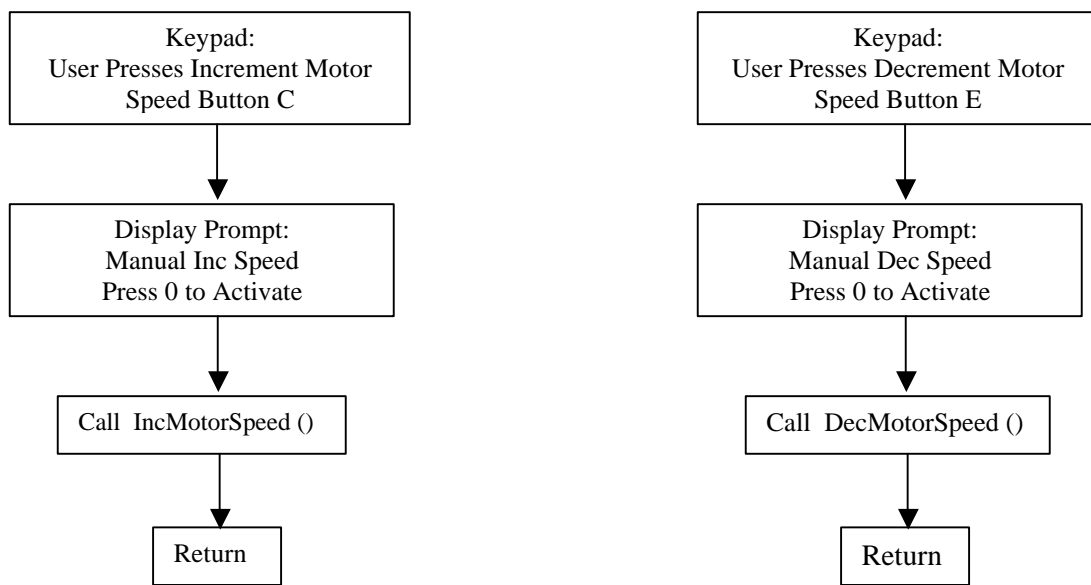 Keypad:
User Presses Increment Motor
Speed Button C
Display Prompt:
Manual Inc Speed
Press 0 to Activate
Call IncMotorSpeed ()
Return
Keypad:
User Presses Decrement Motor
Speed Button E
Display Prompt:
Manual Dec Speed
Press 0 to Activate
Call DecMotorSpeed ()
Return